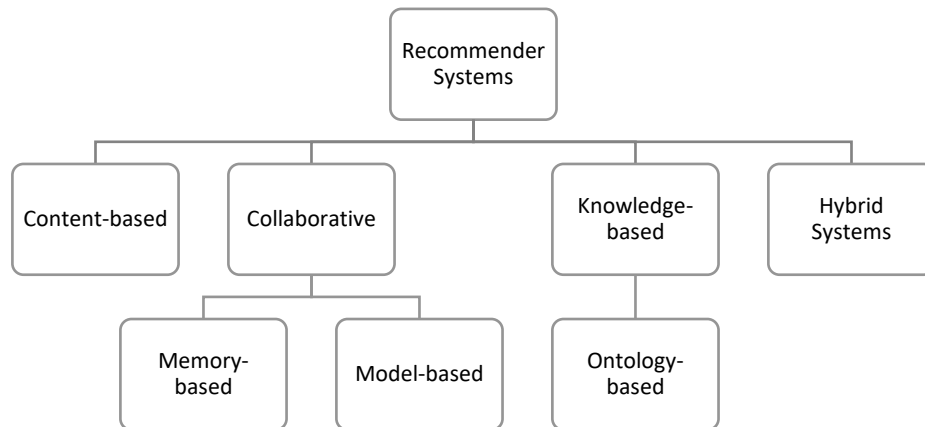 Recommender
Systems
Content-based
Collaborative
Knowledge-
based
Hybrid
Systems
Memory-
based
Model-based
Ontology-
based